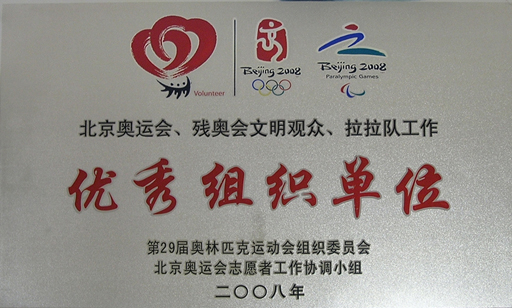 Volunteer
Beijing 2008
Beijing 2008
Paralympic Games
北京奥运会、残奥会文明观众、拉拉队工作
优秀组织单位
第29届奥林匹克运动会组织委员会
北京奥运会志愿者工作协调小组
二〇〇八年